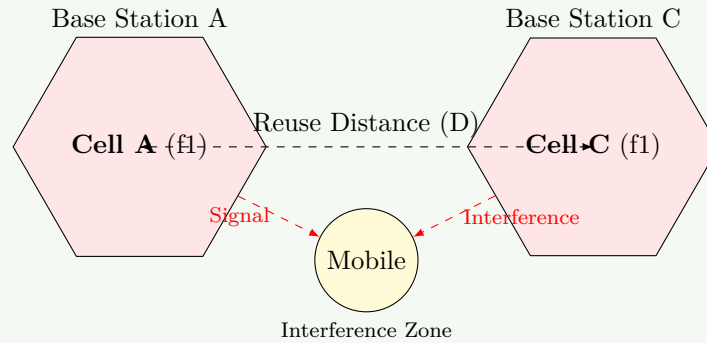 Base Station A
Base Station C
Reuse Distance (D)
Cell A (f1)
Cell C (f1)
Signal
Interference
Mobile
Interference Zone